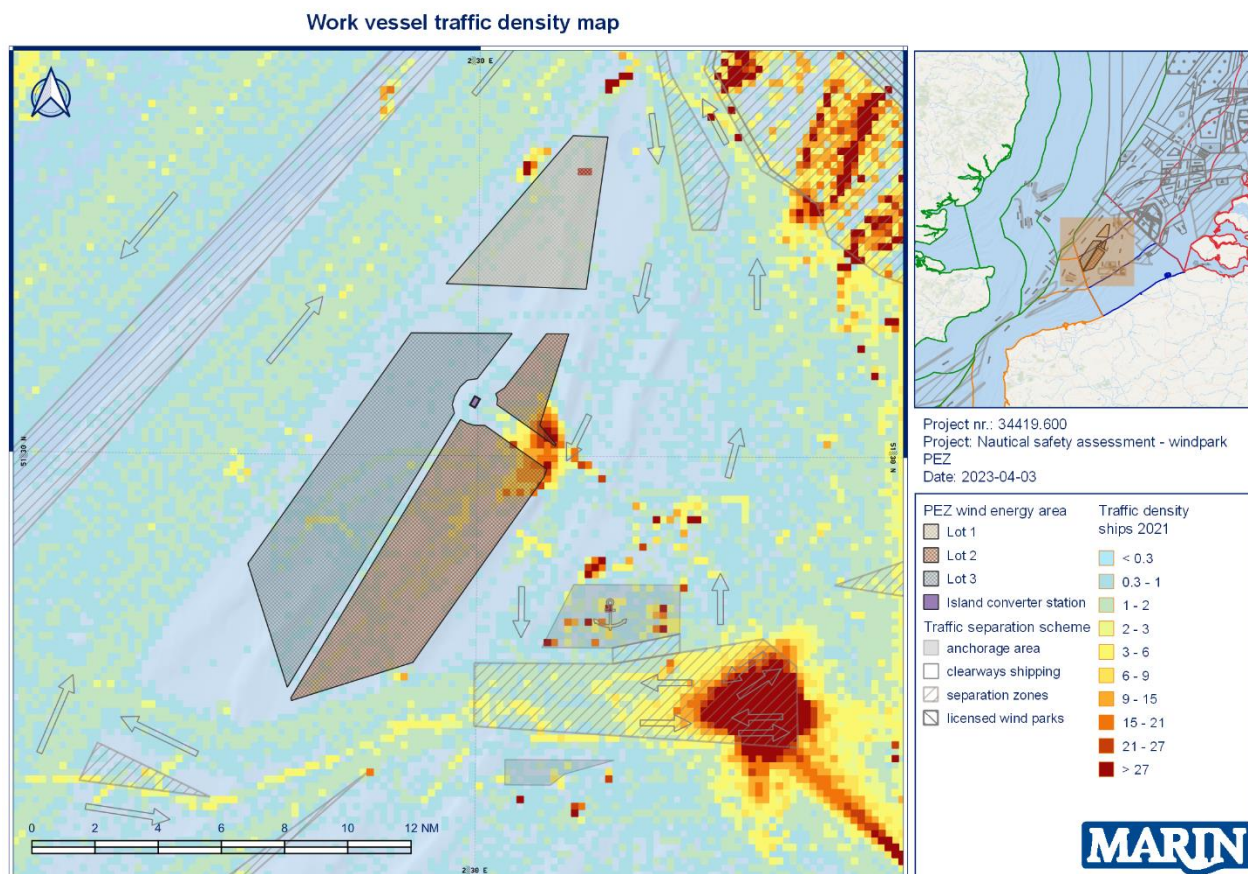 Work vessel traffic density map
2°30 E
51°30 N
51°30 N
0 2 4 6 8 10 12 NM
2°30 E
Project nr.: 34419.600
Project: Nautical safety assessment - windpark
PEZ
Date: 2023-04-03
PEZ wind energy area
Lot 1
Lot 2
Lot 3
Island converter station
Traffic separation scheme
anchorage area
clearways shipping
separation zones
licensed wind parks
Traffic density
ships 2021
< 0.3
0.3 - 1
1 - 2
2 - 3
3 - 6
6 - 9
9 - 15
15 - 21
21 - 27
> 27
MARIN